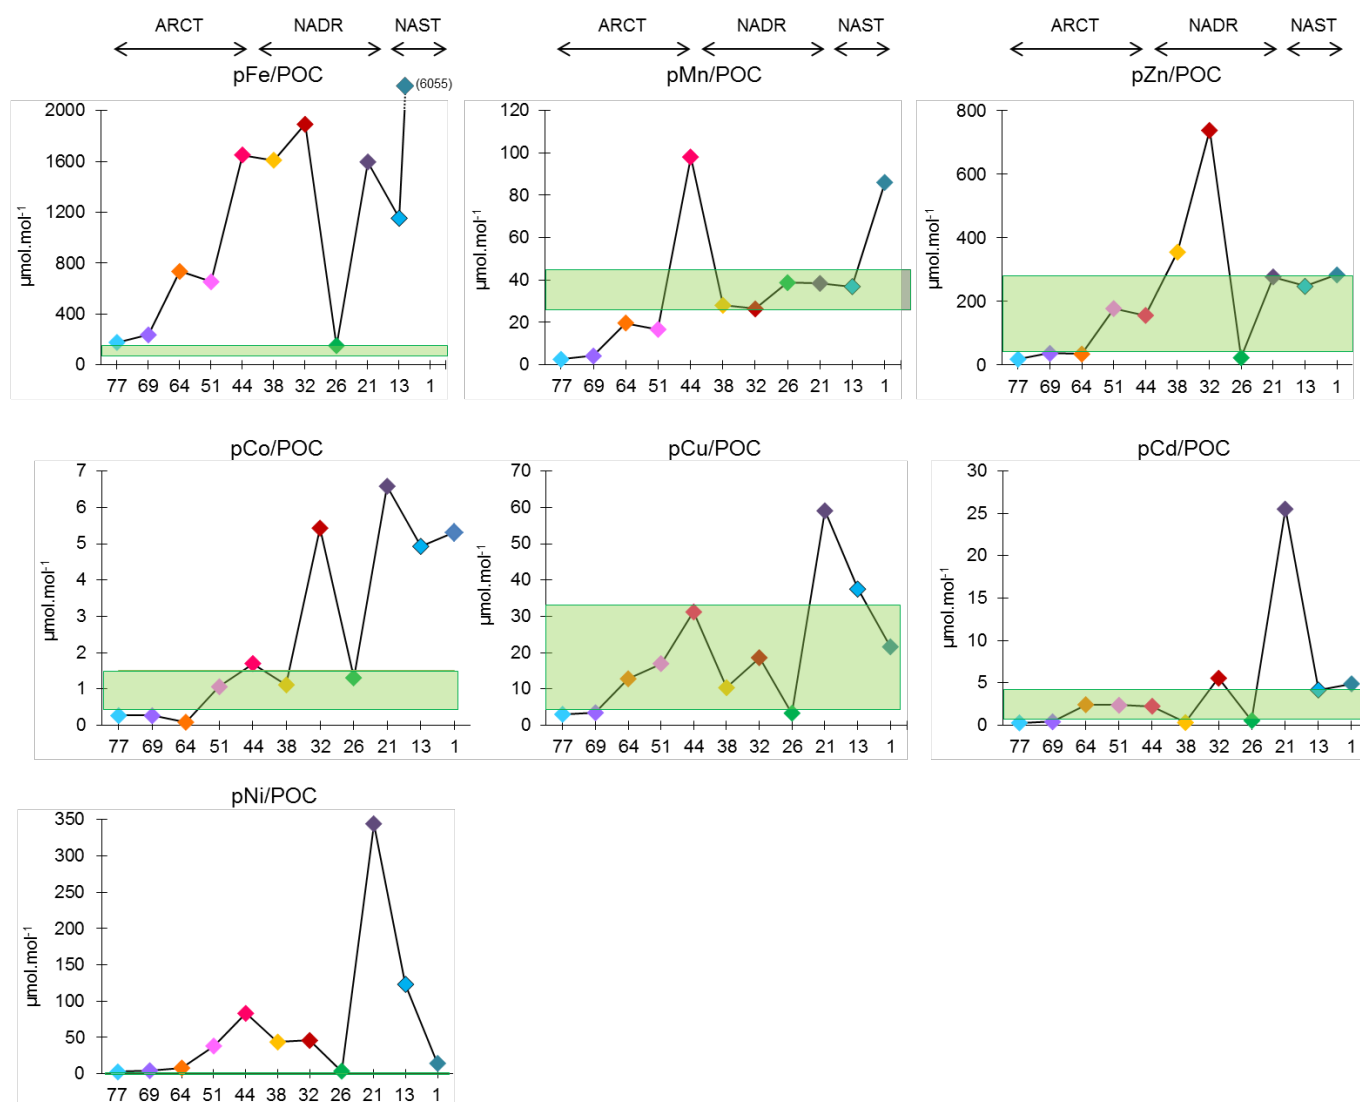 ARCT NADR NAST ARCT NADR NAST ARCT NADR NAST
pFe/POC pMn/POC pZn/POC
(6055)
µmol.mol⁻¹
2000
1600
1200
800
400
0
77 69 64 51 44 38 32 26 21 13 1
µmol.mol⁻¹
120
100
80
60
40
20
0
77 69 64 51 44 38 32 26 21 13 1
µmol.mol⁻¹
800
600
400
200
0
77 69 64 51 44 38 32 26 21 13 1
pCo/POC pCu/POC pCd/POC
µmol.mol⁻¹
7
6
5
4
3
2
1
0
77 69 64 51 44 38 32 26 21 13 1
µmol.mol⁻¹
70
60
50
40
30
20
10
0
77 69 64 51 44 38 32 26 21 13 1
µmol.mol⁻¹
30
25
20
15
10
5
0
77 69 64 51 44 38 32 26 21 13 1
pNi/POC
µmol.mol⁻¹
350
300
250
200
150
100
50
0
77 69 64 51 44 38 32 26 21 13 1